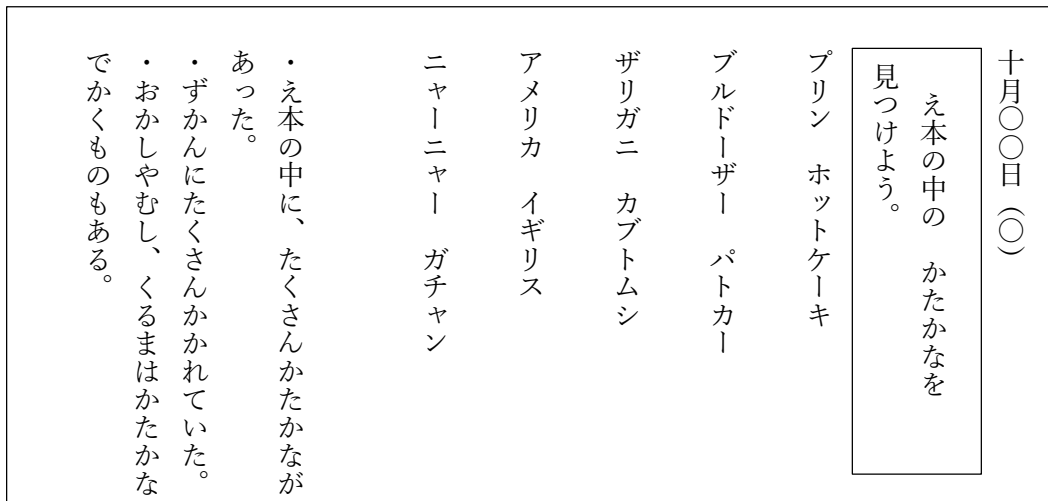 十月〇〇日（〇）
え本の中の　かたかなを
見つけよう。
プリン　ホットケーキ
ブルドーザー　パトカー
ザリガニ　カブトムシ
アメリカ　イギリス
ニャーニャー　ガチャン
・え本の中に、たくさんかたかなが
あった。
・ずかんにたくさんかかれていた。
・おかしやむし、くるまはかたかな
でかくものもある。